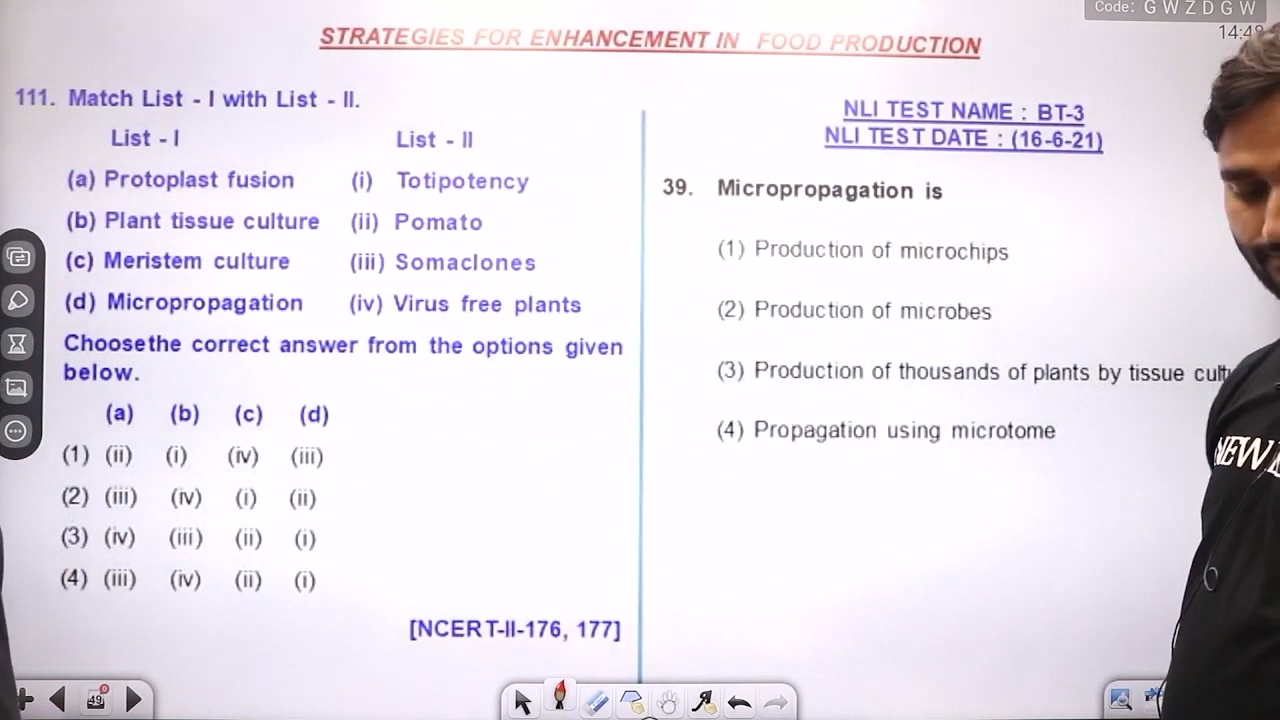 Code: G W Z D G W
STRATEGIES FOR ENHANCEMENT IN FOOD PRODUCTION
111. Match List - I with List - II.
List - I List - II
(a) Protoplast fusion (i) Totipotency
(b) Plant tissue culture (ii) Pomato
(c) Meristem culture (iii) Somaclones
(d) Micropropagation (iv) Virus free plants
Choosethe correct answer from the options given
below.
(a) (b) (c) (d)
(1) (ii) (i) (iv) (iii)
(2) (iii) (iv) (i) (ii)
(3) (iv) (iii) (ii) (i)
(4) (iii) (iv) (ii) (i)
[NCERT-II-176, 177]
NLI TEST NAME : BT-3
NLI TEST DATE : (16-6-21)
39. Micropropagation is
(1) Production of microchips
(2) Production of microbes
(3) Production of thousands of plants by tissue
(4) Propagation using microtome
NEW
49